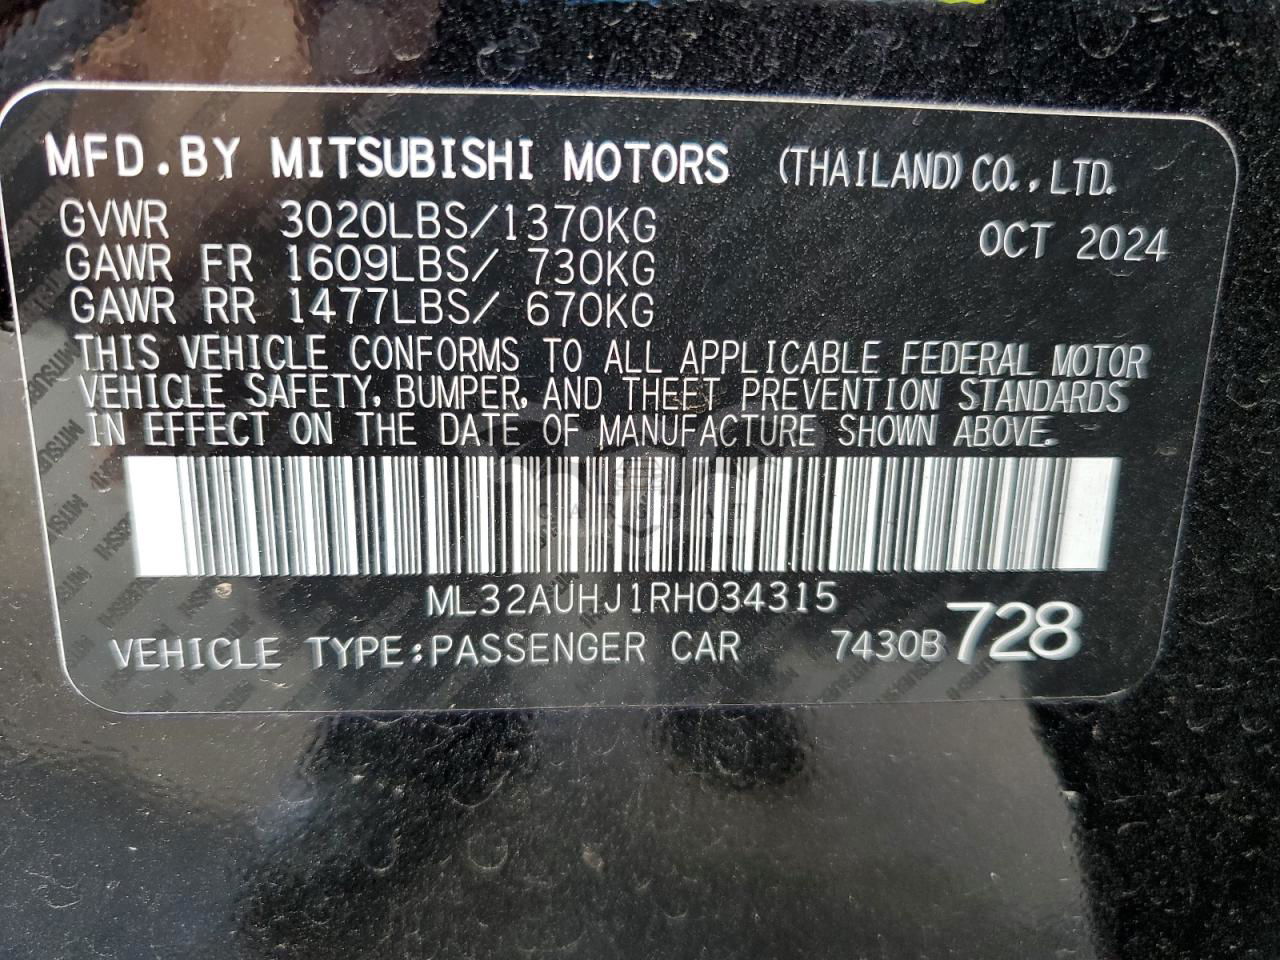 MFD.BY MITSUBISHI MOTORS (THAILAND) CO.,LTD.
GVWR 3020LBS/1370KG OCT 2024
GAWR FR 1609LBS/ 730KG
GAWR RR 1477LBS/ 670KG
THIS VEHICLE CONFORMS TO ALL APPLICABLE FEDERAL MOTOR
VEHICLE SAFETY, BUMPER, AND THEFT PREVENTION STANDARDS
IN EFFECT ON THE DATE OF MANUFACTURE SHOWN ABOVE.
ML32AUHJ1RH034315
VEHICLE TYPE:PASSENGER CAR 7430B 728